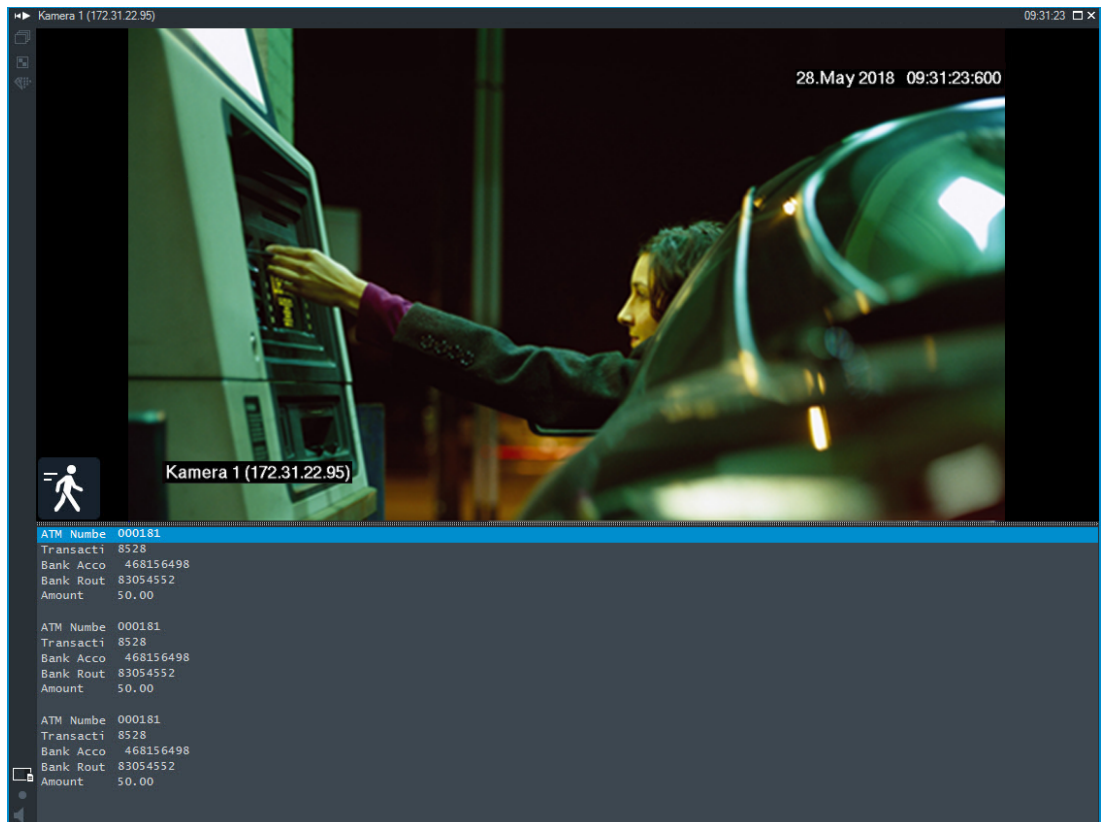 Kamera 1 (172.31.22.95) 09:31:23
28.May 2018 09:31:23:600
Kamera 1 (172.31.22.95)
ATM Numbe 000181
Transacti 8528
Bank Acco 468156498
Bank Rout 83054552
Amount 50.00
ATM Numbe 000181
Transacti 8528
Bank Acco 468156498
Bank Rout 83054552
Amount 50.00
ATM Numbe 000181
Transacti 8528
Bank Acco 468156498
Bank Rout 83054552
Amount 50.00